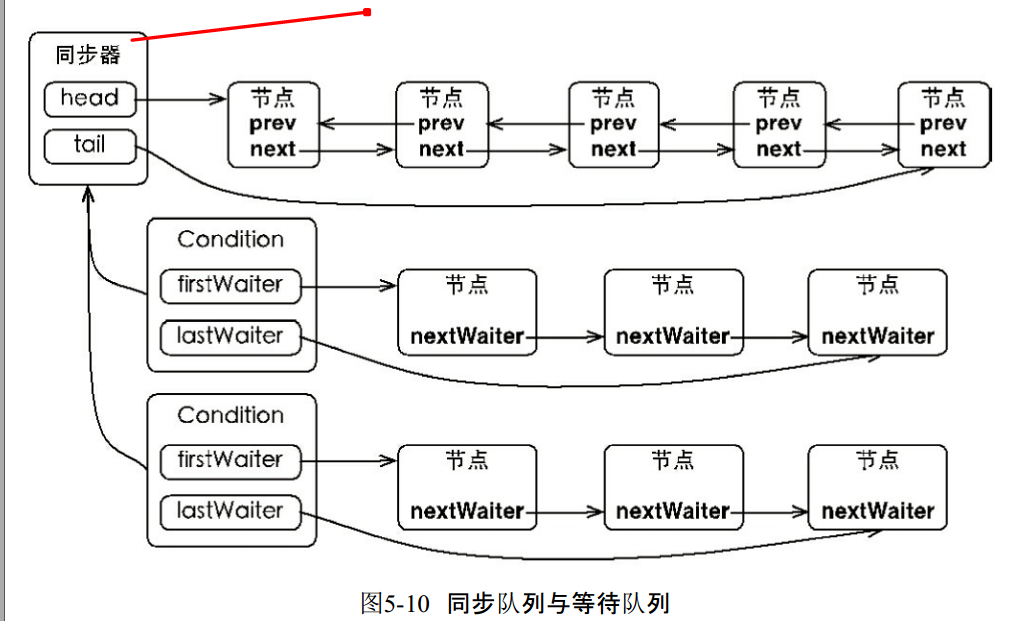 同步器
head
tail
节点 节点 节点 节点 节点
prev prev prev prev prev
next next next next next
Condition
firstWaiter
lastWaiter
节点 节点 节点
nextWaiter nextWaiter nextWaiter
Condition
firstWaiter
lastWaiter
节点 节点 节点
nextWaiter nextWaiter nextWaiter
图5-10 同步队列与等待队列